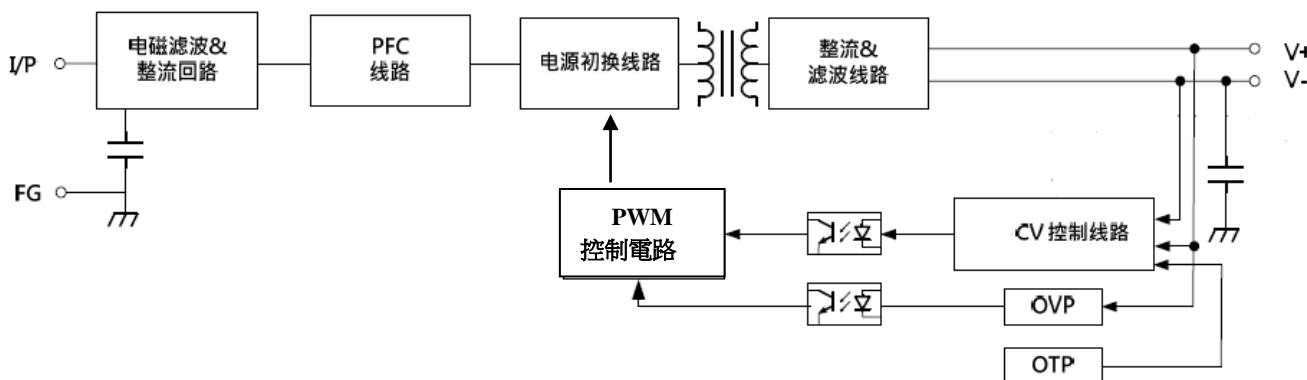 I/P
电磁滤波&
整流回路
PFC
线路
电源初换线路
整流&
滤波线路
V+
V-
FG
PWM
控制電路
CV 控制线路
OVP
OTP